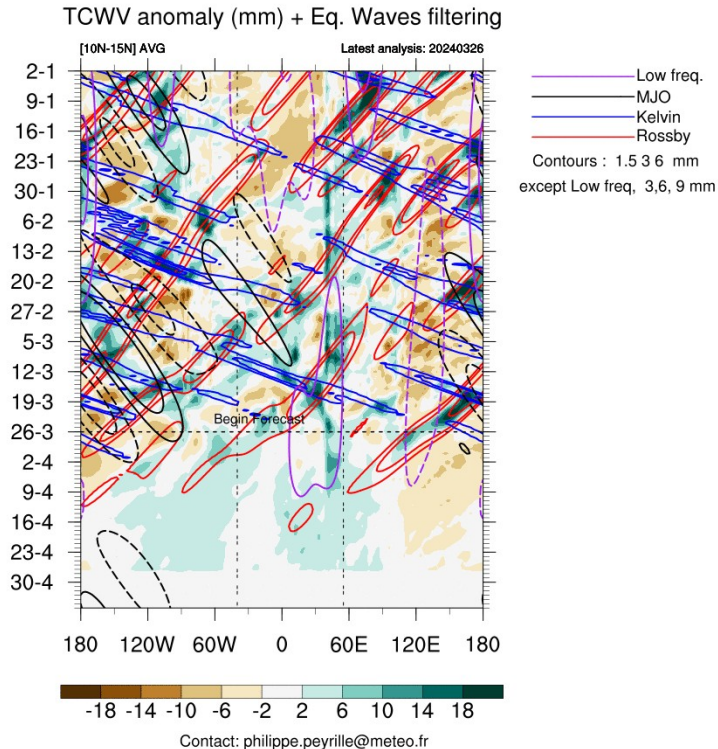 TCWV anomaly (mm) + Eq. Waves filtering
[10N-15N] AVG
Latest analysis: 20240326
2-1
9-1
16-1
23-1
30-1
6-2
13-2
20-2
27-2
5-3
12-3
19-3
26-3
2-4
9-4
16-4
23-4
30-4
Begin Forecast
180 120W 60W 0 60E 120E 180
Low freq.
MJO
Kelvin
Rossby
Contours : 1.5 3 6 mm
except Low freq, 3,6, 9 mm
-18 -14 -10 -6 -2 2 6 10 14 18
Contact: philippe.peyrille@meteo.fr